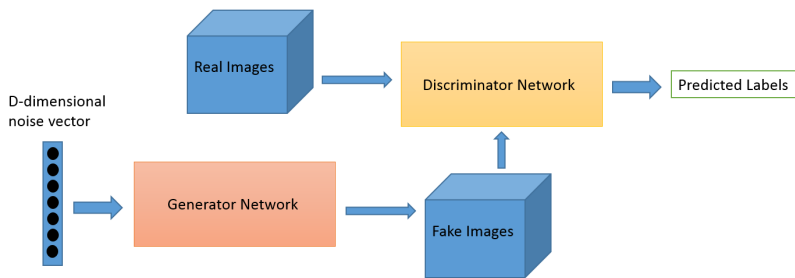 Real Images
Discriminator Network
Predicted Labels
D-dimensional
noise vector
Generator Network
Fake Images